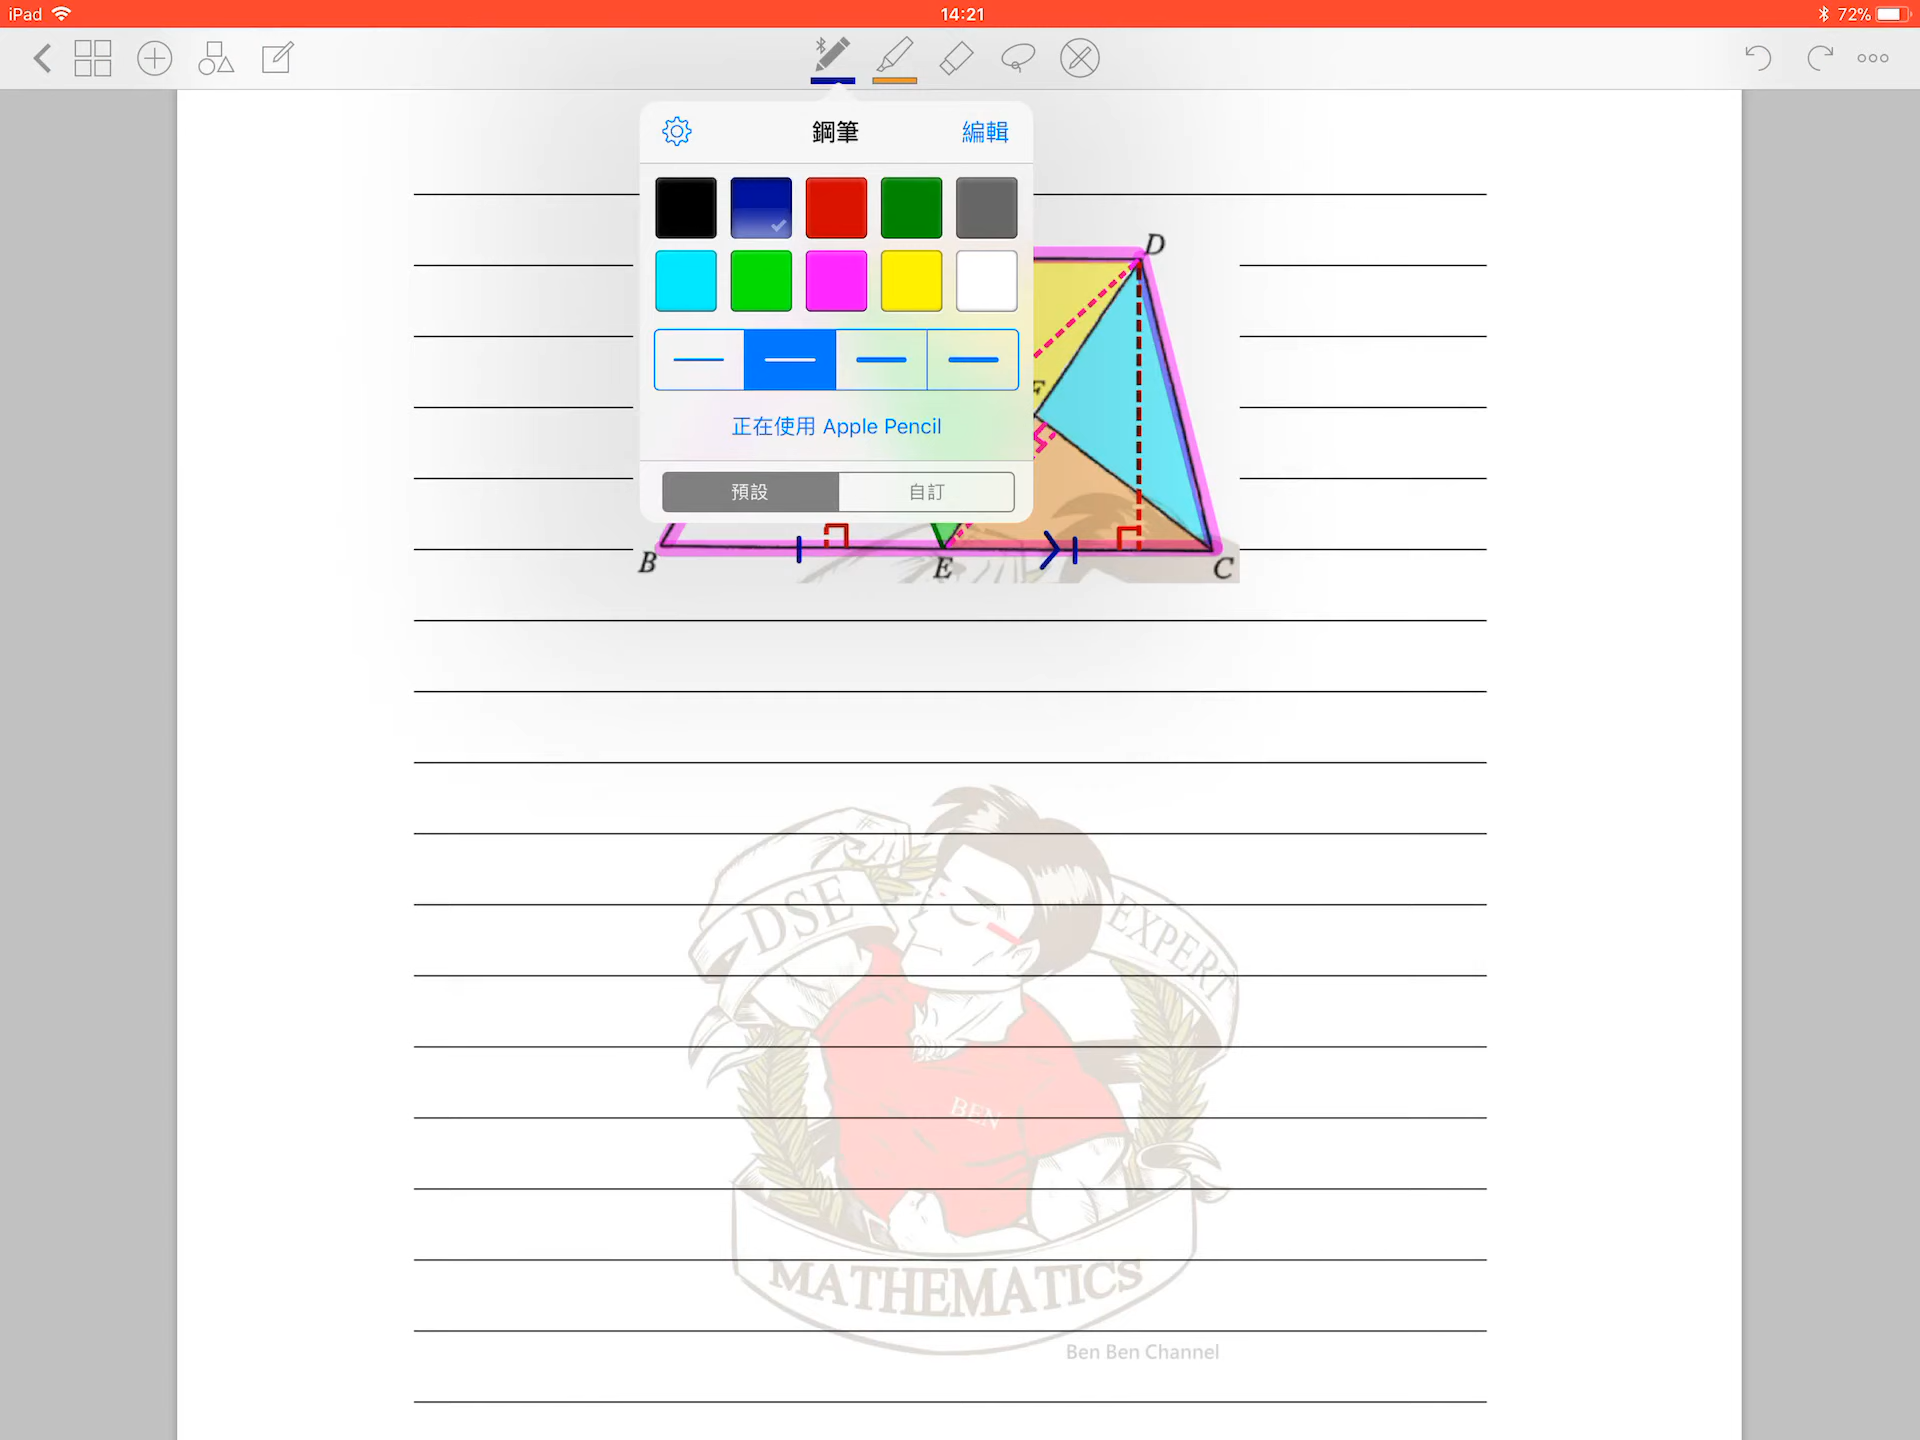 iPad 14:21 72%
鋼筆 編輯
D
F
正在使用 Apple Pencil
預設 自訂
B E C
DSE EXPERT
BEN
MATHEMATICS
Ben Ben Channel